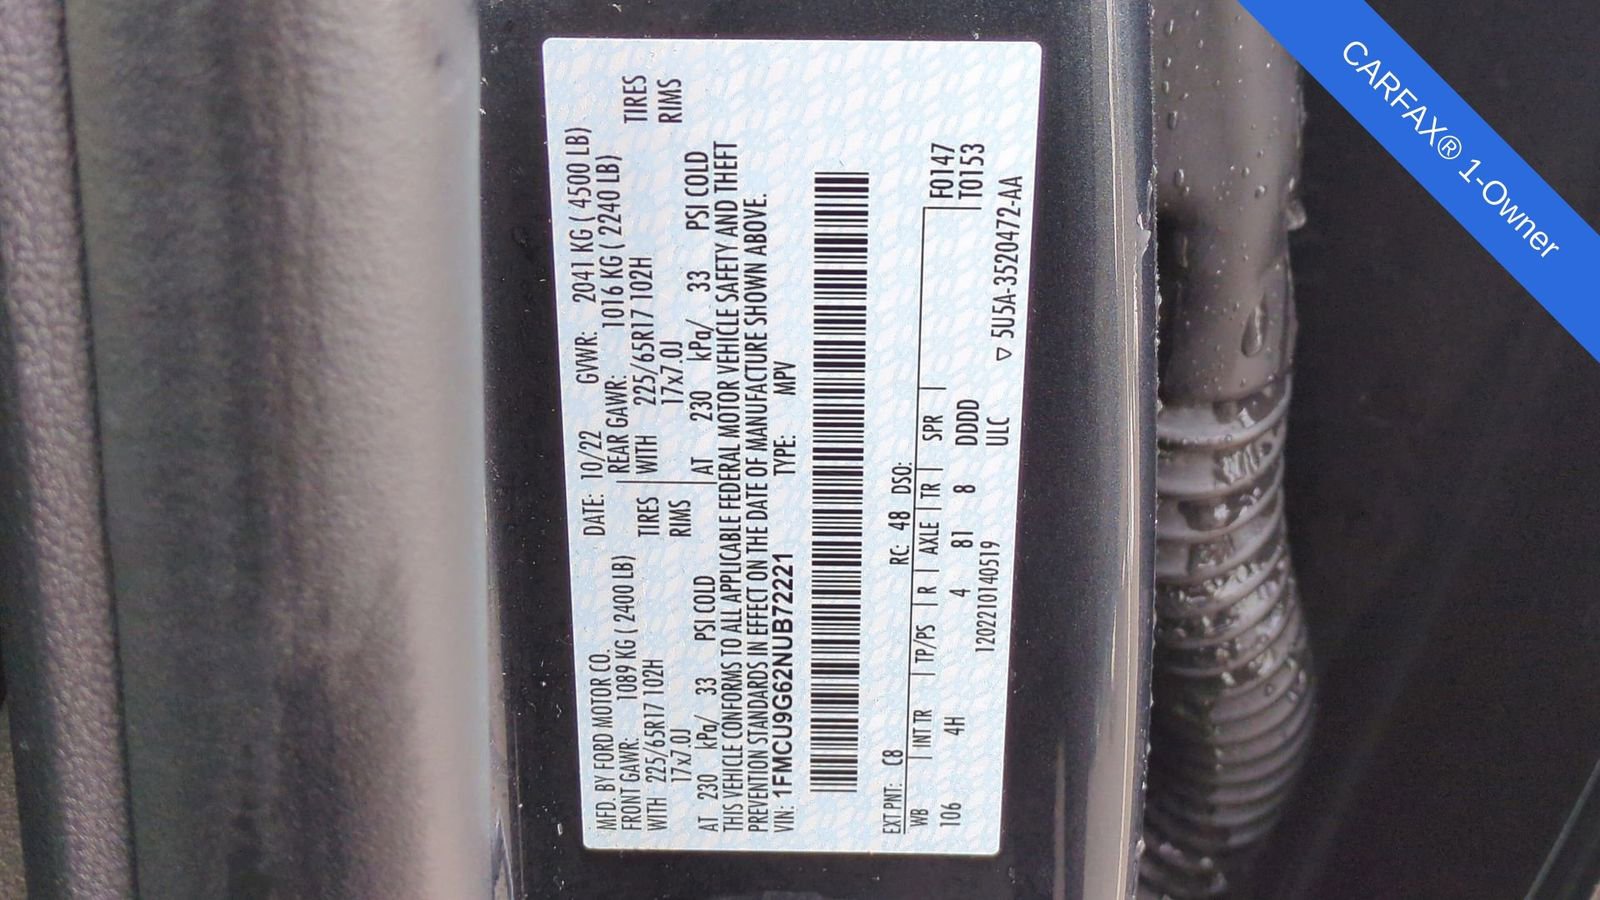 MFD. BY FORD MOTOR CO.
DATE: 10/22 GVWR: 2041 KG ( 4500 LB)
FRONT GAWR: 1089 KG ( 2400 LB)
REAR GAWR: 1016 KG ( 2240 LB)
WITH 225/65R17 102H TIRES
WITH 225/65R17 102H TIRES
17x7.0J RIMS
17x7.0J RIMS
AT 230 kPa/ 33 PSI COLD
AT 230 kPa/ 33 PSI COLD
THIS VEHICLE CONFORMS TO ALL APPLICABLE FEDERAL MOTOR VEHICLE SAFETY AND THEFT
PREVENTION STANDARDS IN EFFECT ON THE DATE OF MANUFACTURE SHOWN ABOVE.
VIN: 1FMCU9G62NUB72221 TYPE: MPV
EXT PNT: C8 RC: 48 DSO:
WB INT TR TP/PS R AXLE TR SPR F0147
106 4H 4 81 8 DDDD T0153
120221014​0519 ULC
▽ 5U5A-3520472-AA
CARFAX® 1-Owner